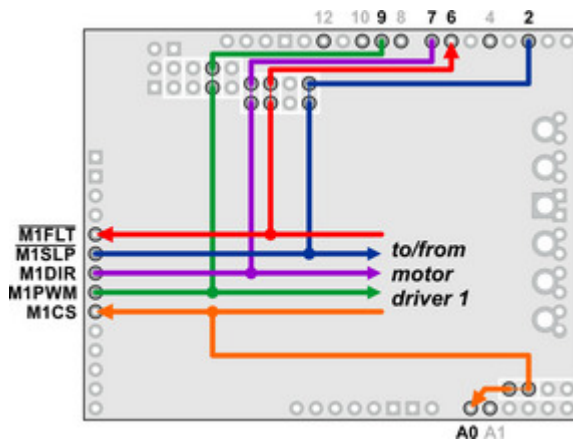 12 10 9 8 7 6 4 2
M1FLT
M1SLP
M1DIR
M1PWM
M1CS
to/from
motor
driver 1
A0 A1